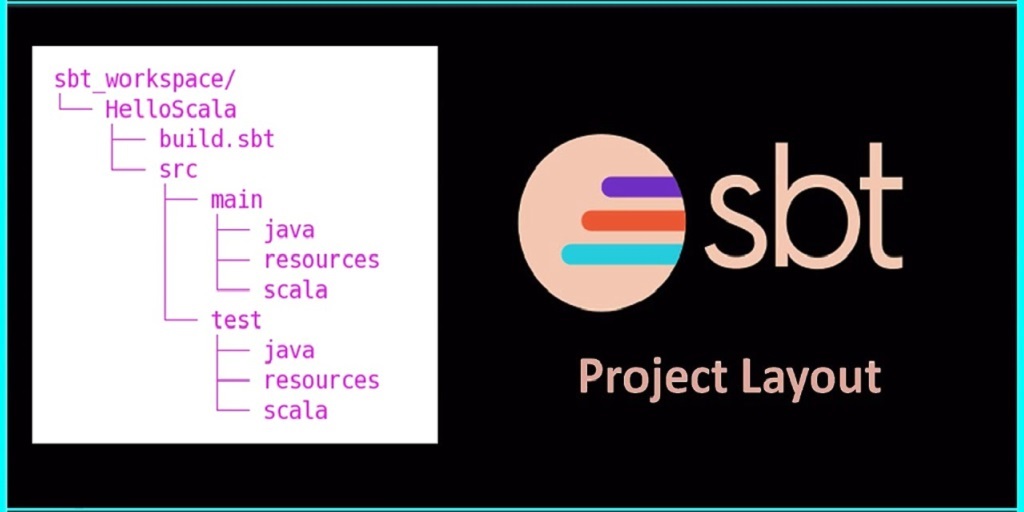 sbt_workspace/
└── HelloScala
    ├── build.sbt
    └── src
        ├── main
        │   ├── java
        │   ├── resources
        │   └── scala
        └── test
            ├── java
            ├── resources
            └── scala
sbt
Project Layout